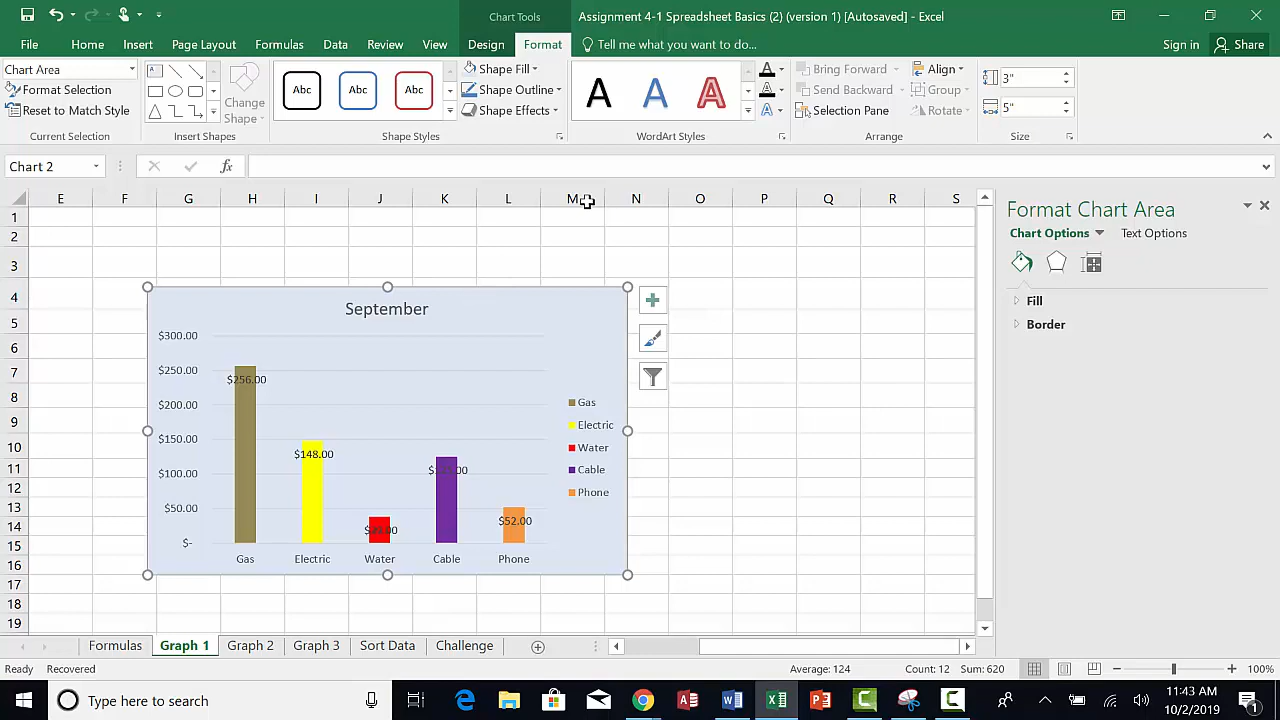 Chart Tools
Assignment 4-1 Spreadsheet Basics (2) (version 1) [Autosaved] - Excel
File Home Insert Page Layout Formulas Data Review View Design Format Tell me what you want to do... Sign in Share
Chart Area
Format Selection
Reset to Match Style
Current Selection
Change Shape
Insert Shapes
Abc Abc Abc
Shape Fill
Shape Outline
Shape Effects
Shape Styles
A A A
WordArt Styles
Bring Forward
Send Backward
Selection Pane
Align
Group
Rotate
Arrange
3"
5"
Size
Chart 2
fx
E F G H I J K L M N O P Q R S
1
2
3
4
5
6
7
8
9
10
11
12
13
14
15
16
17
18
19
September
$300.00
$250.00
$200.00
$150.00
$100.00
$50.00
$-
$256.00
$148.00
$52.00
Gas Electric Water Cable Phone
Gas
Electric
Water
Cable
Phone
Format Chart Area
Chart Options Text Options
Fill
Border
Formulas Graph 1 Graph 2 Graph 3 Sort Data Challenge
Ready Recovered Average: 124 Count: 12 Sum: 620 100%
Type here to search
11:43 AM
10/2/2019
1